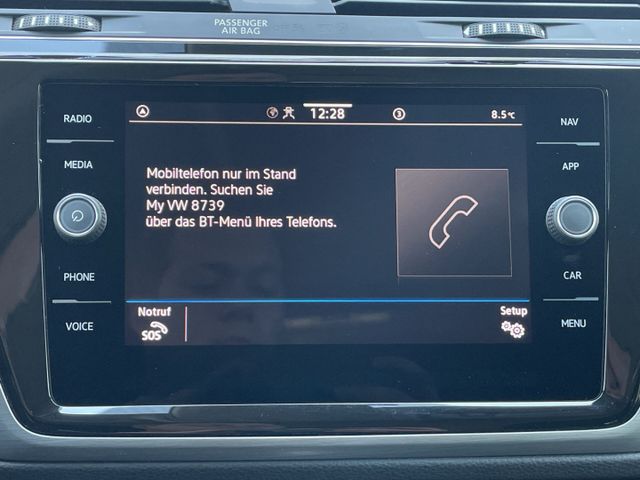 PASSENGER
AIR BAG
RADIO
MEDIA
PHONE
VOICE
12:28
3
8.5°C
Mobiltelefon nur im Stand
verbinden. Suchen Sie
My VW 8739
über das BT-Menü Ihres Telefons.
Notruf
SOS
Setup
NAV
APP
CAR
MENU